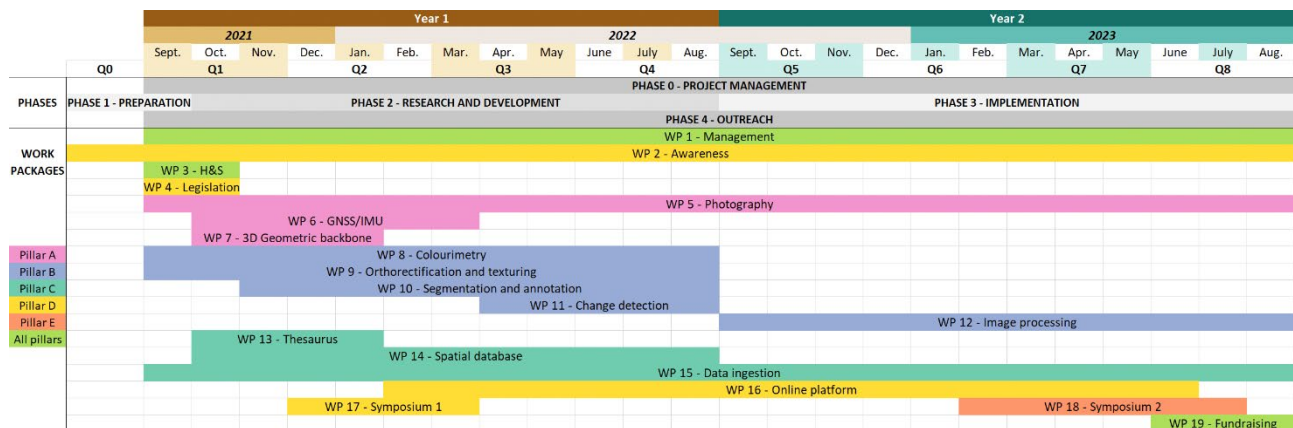 Year 1 Year 2
2021 2022 2023
Sept. Oct. Nov. Dec. Jan. Feb. Mar. Apr. May June July Aug. Sept. Oct. Nov. Dec. Jan. Feb. Mar. Apr. May June July Aug.
Q0 Q1 Q2 Q3 Q4 Q5 Q6 Q7 Q8
PHASE 0 - PROJECT MANAGEMENT
PHASES PHASE 1 - PREPARATION PHASE 2 - RESEARCH AND DEVELOPMENT PHASE 3 - IMPLEMENTATION
PHASE 4 - OUTREACH
WP 1 - Management
WORK WP 2 - Awareness
PACKAGES WP 3 - H&S
WP 4 - Legislation
WP 5 - Photography
WP 6 - GNSS/IMU
WP 7 - 3D Geometric backbone
Pillar A WP 8 - Colourimetry
Pillar B WP 9 - Orthorectification and texturing
Pillar C WP 10 - Segmentation and annotation
Pillar D WP 11 - Change detection
Pillar E WP 12 - Image processing
All pillars WP 13 - Thesaurus
WP 14 - Spatial database
WP 15 - Data ingestion
WP 16 - Online platform
WP 17 - Symposium 1 WP 18 - Symposium 2
WP 19 - Fundraising